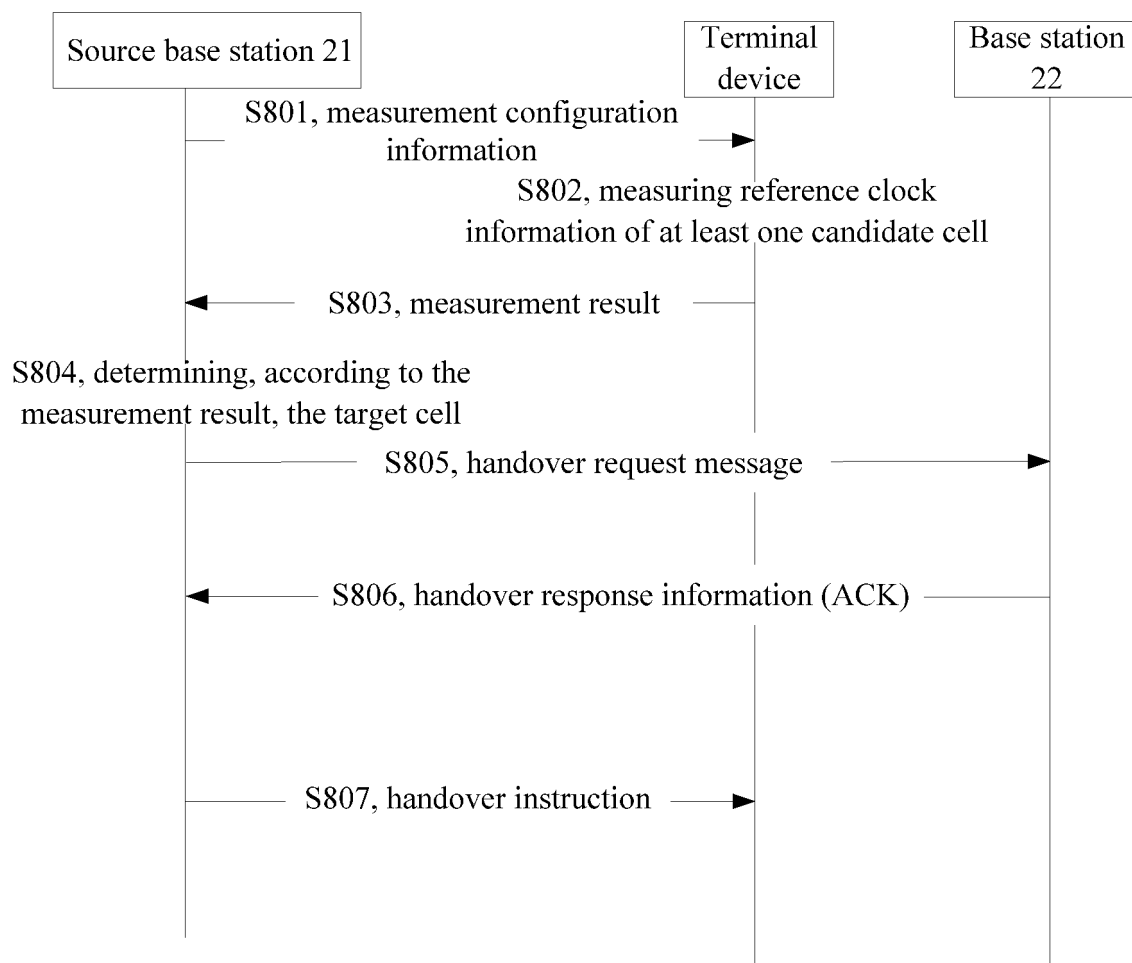 Source base station 21
Terminal
device
Base station
22
S801, measurement configuration
information
S802, measuring reference clock
information of at least one candidate cell
S803, measurement result
S804, determining, according to the
measurement result, the target cell
S805, handover request message
S806, handover response information (ACK)
S807, handover instruction